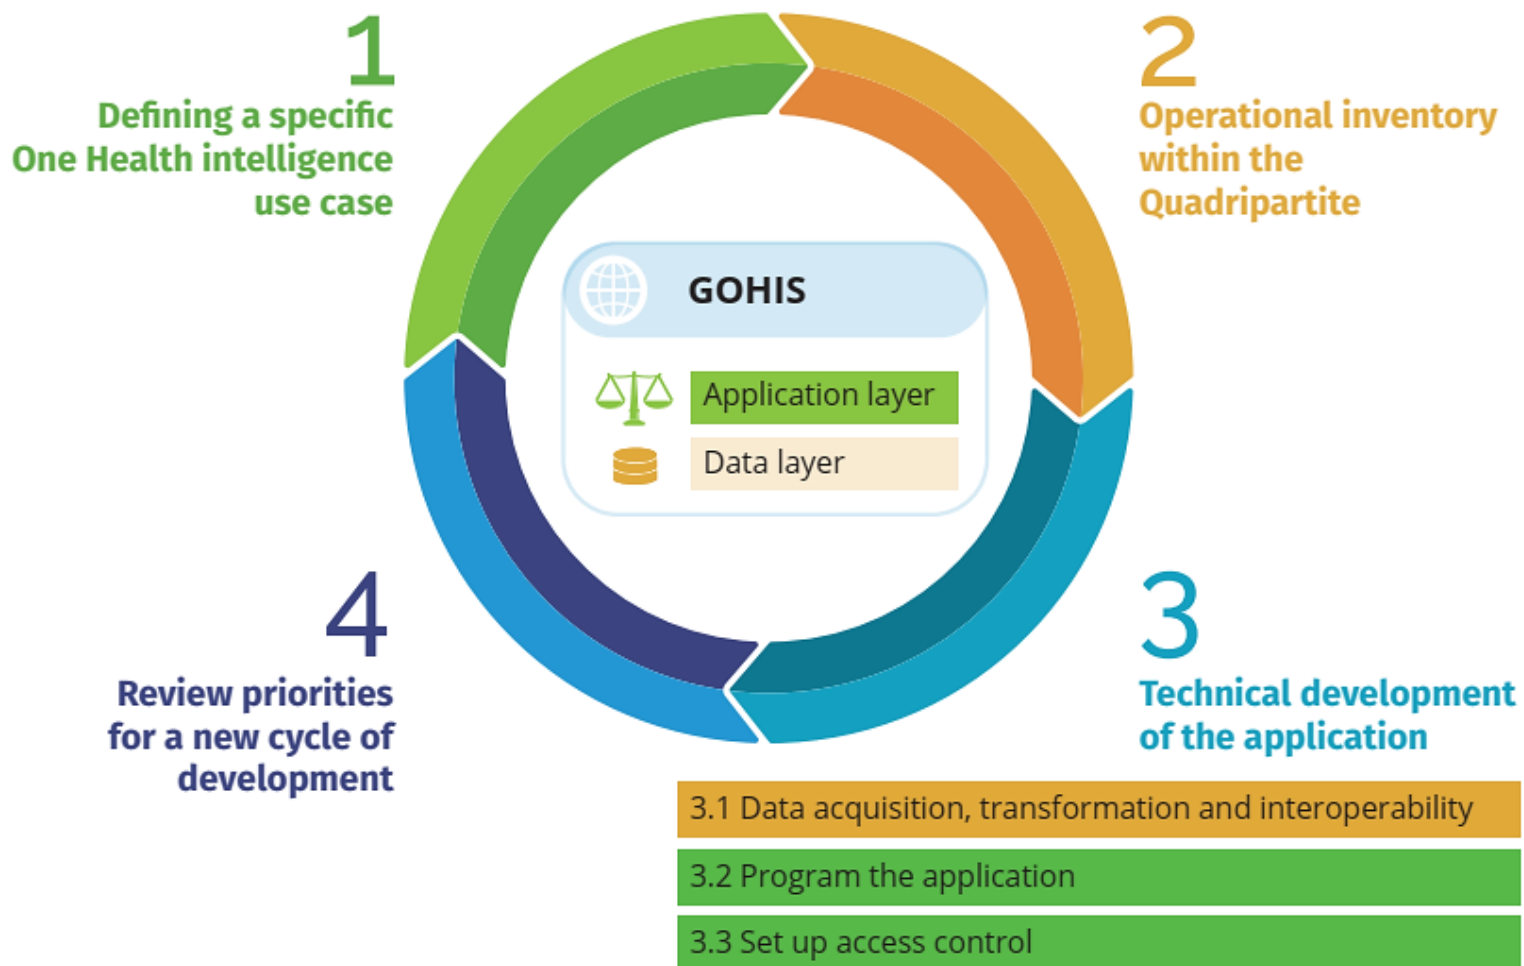 1
Defining a specific
One Health intelligence
use case
2
Operational inventory
within the
Quadripartite
GOHIS
Application layer
Data layer
4
Review priorities
for a new cycle of
development
3
Technical development
of the application
3.1 Data acquisition, transformation and interoperability
3.2 Program the application
3.3 Set up access control